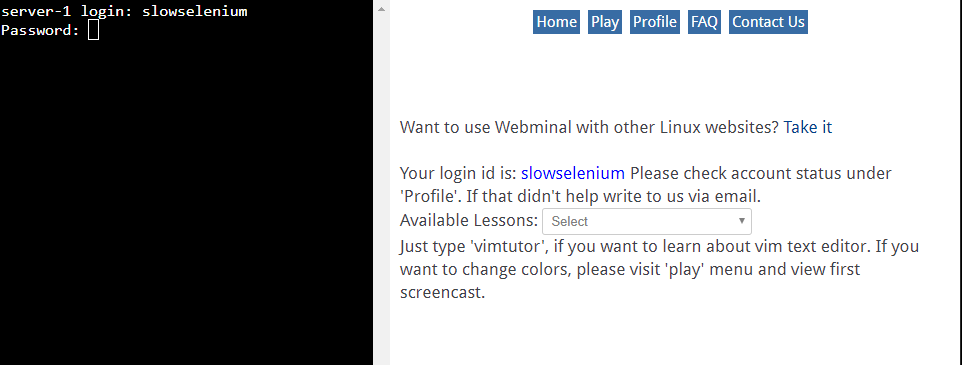 server-1 login: slowselenium
Password:
Home Play Profile FAQ Contact Us
Want to use Webminal with other Linux websites? Take it
Your login id is: slowselenium Please check account status under
'Profile'. If that didn't help write to us via email.
Available Lessons: Select
Just type 'vimtutor', if you want to learn about vim text editor. If you
want to change colors, please visit 'play' menu and view first
screencast.